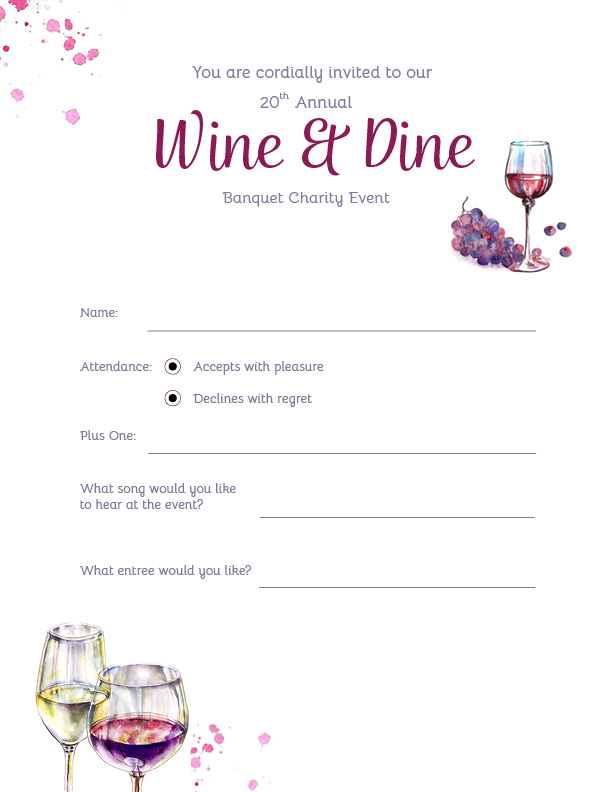 You are cordially invited to our
20th Annual
Wine & Dine
Banquet Charity Event
Name:
Attendance: Accepts with pleasure
Declines with regret
Plus One:
What song would you like
to hear at the event?
What entree would you like?